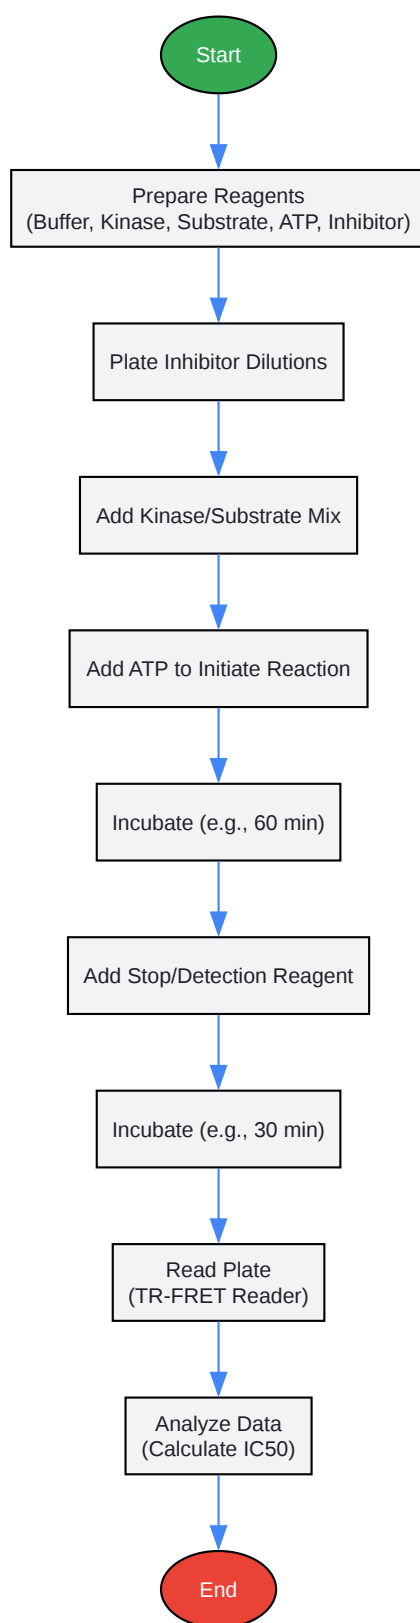 Start
Prepare Reagents
(Buffer, Kinase, Substrate, ATP, Inhibitor)
Plate Inhibitor Dilutions
Add Kinase/Substrate Mix
Add ATP to Initiate Reaction
Incubate (e.g., 60 min)
Add Stop/Detection Reagent
Incubate (e.g., 30 min)
Read Plate
(TR-FRET Reader)
Analyze Data
(Calculate IC50)
End